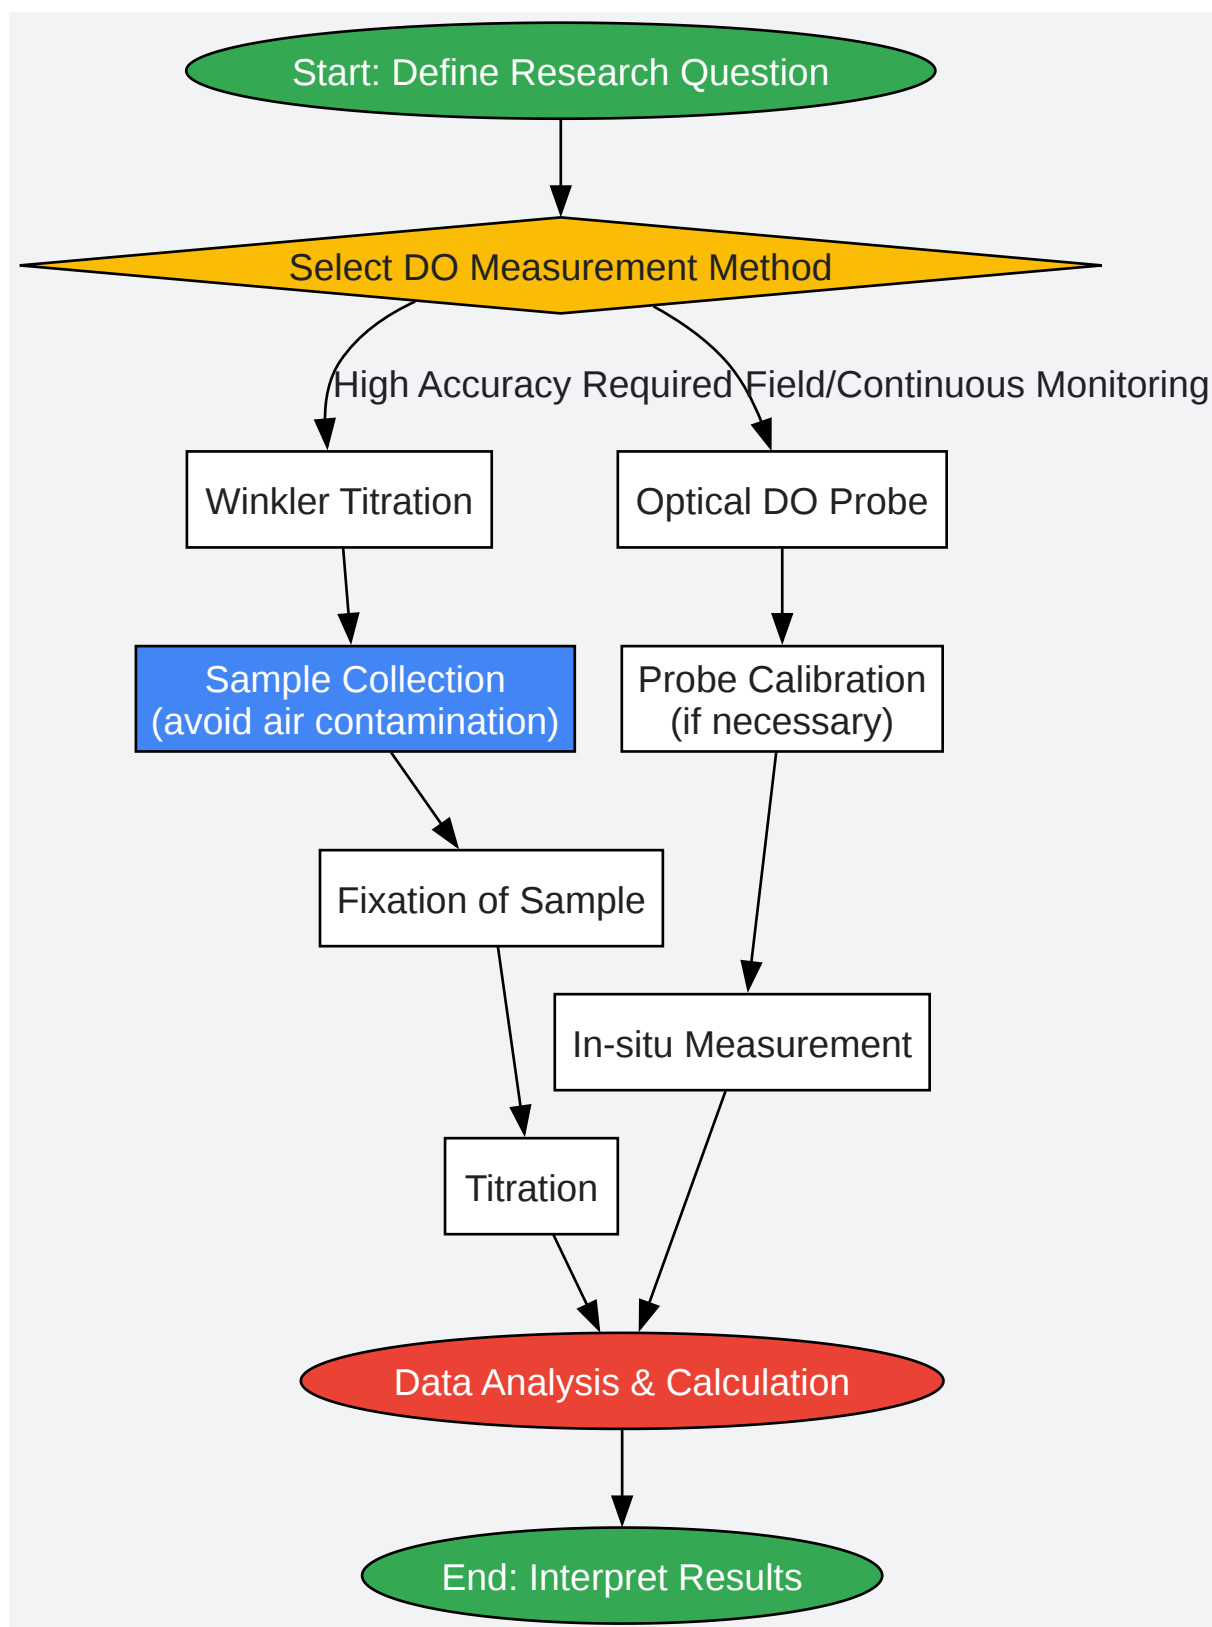 Start: Define Research Question
Select DO Measurement Method
High Accuracy Required
Field/Continuous Monitoring
Winkler Titration
Optical DO Probe
Sample Collection
(avoid air contamination)
Probe Calibration
(if necessary)
Fixation of Sample
In-situ Measurement
Titration
Data Analysis & Calculation
End: Interpret Results